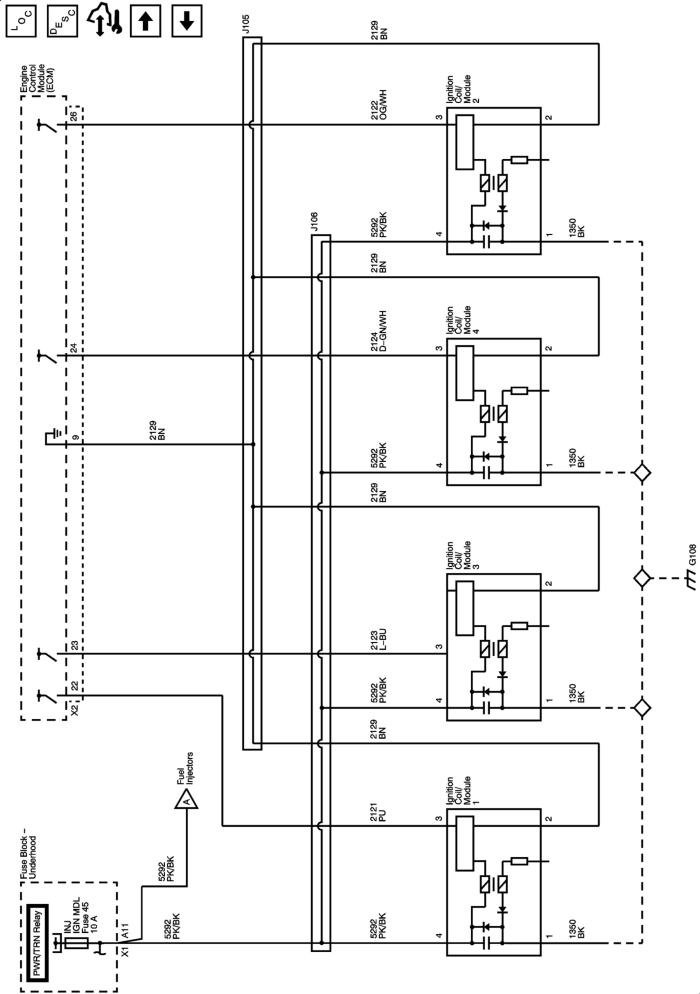 LOC
DESC
Engine
Control
Module
(ECM)
26
24
9
23
22
X2
J105
2129
BN
2122
OG/WH
5292
PK/BK
2129
BN
2124
D-GN/WH
2129
BN
5292
PK/BK
2129
BN
2123
L-BU
5292
PK/BK
2129
BN
2121
PU
5292
PK/BK
J106
Ignition
Coil/
Module
2
3
2
4
1
1350
BK
Ignition
Coil/
Module
4
3
2
4
1
1350
BK
Ignition
Coil/
Module
3
3
2
4
1
1350
BK
Ignition
Coil/
Module
1
3
2
4
1
1350
BK
G108
Fuel
Injectors
A
5292
PK/BK
5292
PK/BK
Fuse Block –
Underhood
PWR/TRN Relay
INJ
IGN MDL
Fuse 45
10 A
X1
A11